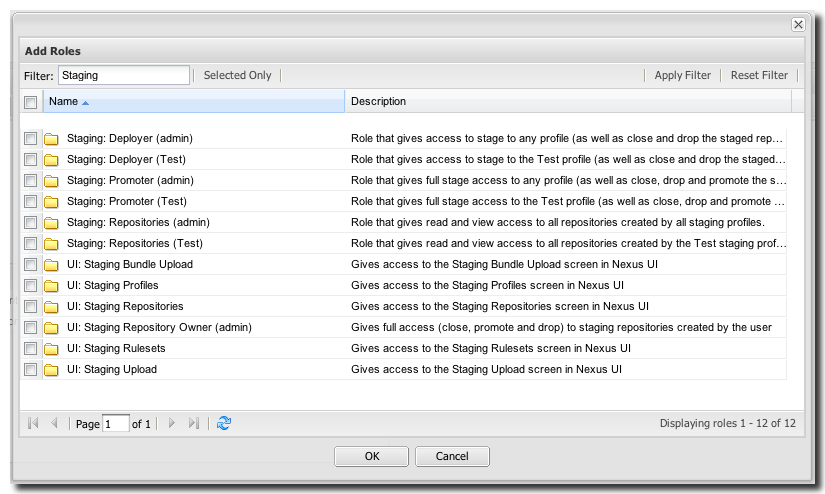 Add Roles
Filter: Staging Selected Only Apply Filter Reset Filter
Name Description
Staging: Deployer (admin) Role that gives access to stage to any profile (as well as close and drop the staged rep...
Staging: Deployer (Test) Role that gives access to stage to the Test profile (as well as close and drop the staged...
Staging: Promoter (admin) Role that gives full stage access to any profile (as well as close, drop and promote the s...
Staging: Promoter (Test) Role that gives full stage access to the Test profile (as well as close, drop and promote ...
Staging: Repositories (admin) Role that gives read and view access to all repositories created by all staging profiles.
Staging: Repositories (Test) Role that gives read and view access to all repositories created by the Test staging prof...
UI: Staging Bundle Upload Gives access to the Staging Bundle Upload screen in Nexus UI
UI: Staging Profiles Gives access to the Staging Profiles screen in Nexus UI
UI: Staging Repositories Gives access to the Staging Repositories screen in Nexus UI
UI: Staging Repository Owner (admin) Gives full access (close, promote and drop) to staging repositories created by the user
UI: Staging Rulesets Gives access to the Staging Rulesets screen in Nexus UI
UI: Staging Upload Gives access to the Staging Upload screen in Nexus UI
Page 1 of 1 Displaying roles 1 - 12 of 12
OK Cancel